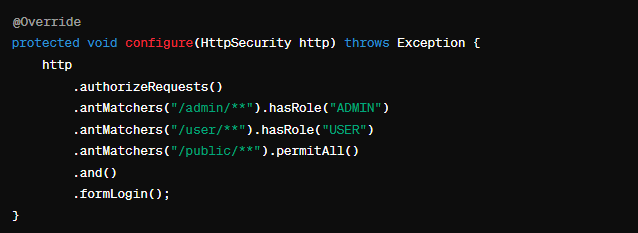 @Override
protected void configure(HttpSecurity http) throws Exception {
    http
        .authorizeRequests()
        .antMatchers("/admin/**").hasRole("ADMIN")
        .antMatchers("/user/**").hasRole("USER")
        .antMatchers("/public/**").permitAll()
        .and()
        .formLogin();
}